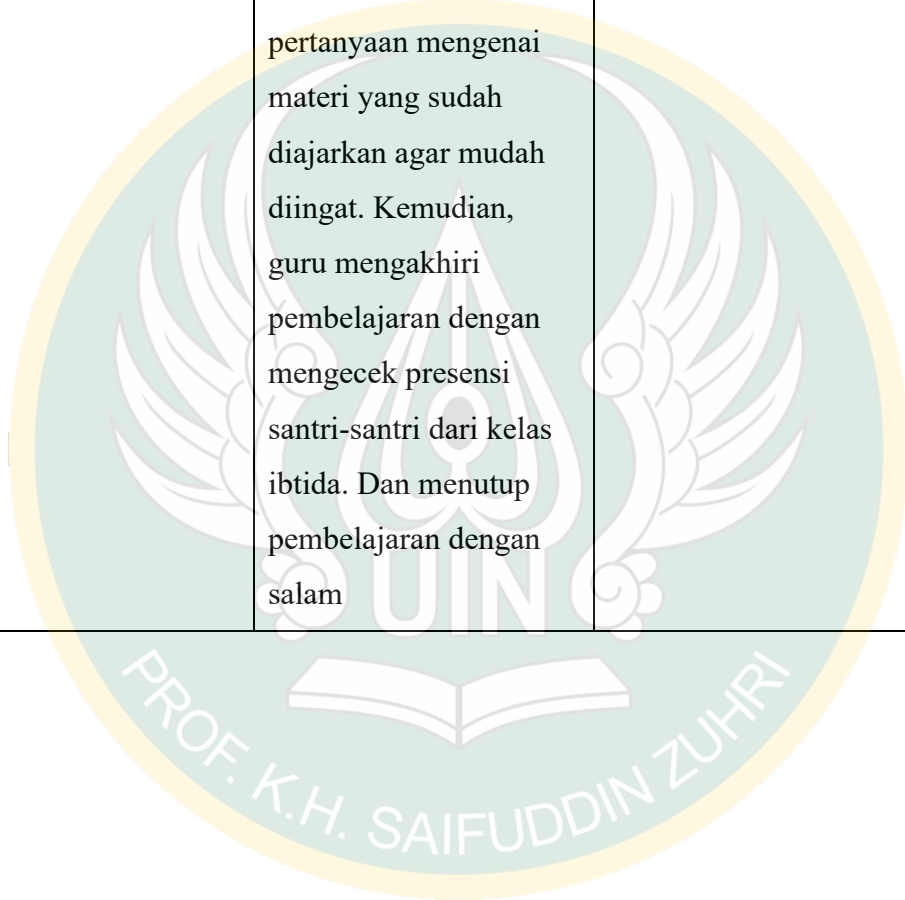 pertanyaan mengenai
materi yang sudah
diajarkan agar mudah
diingat. Kemudian,
guru mengakhiri
pembelajaran dengan
mengecek presensi
santri-santri dari kelas
ibtida. Dan menutup
pembelajaran dengan
salam
UIN
PROF. K.H. SAIFUDDIN ZUHRI